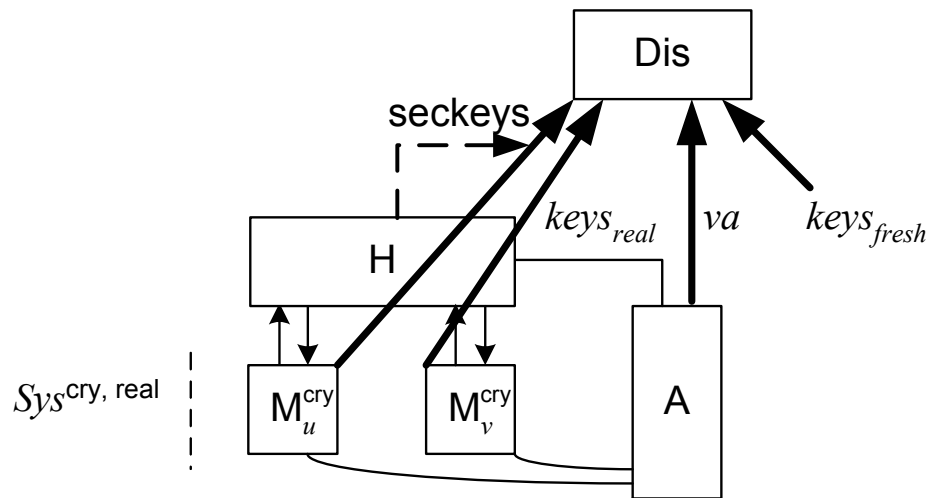 Dis
seckeys
keys_real
va
keys_fresh
H
Sys^cry, real
M_u^cry
M_v^cry
A